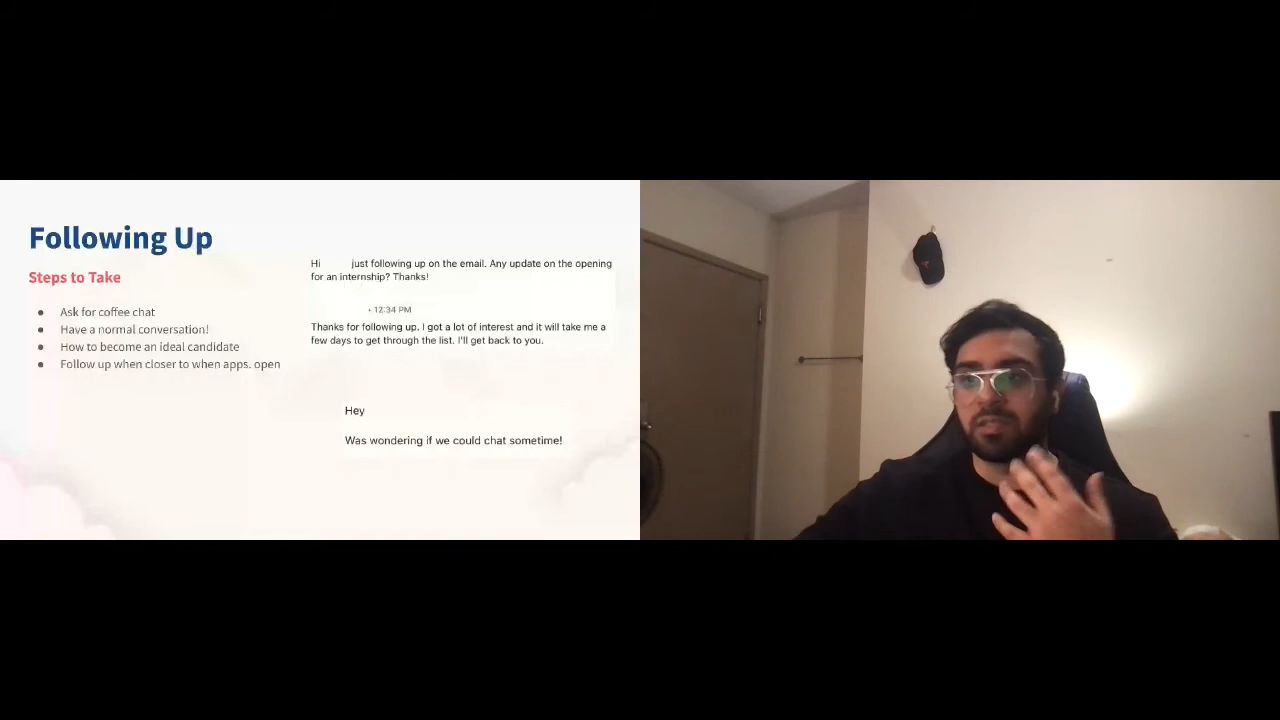 Following Up
Steps to Take
● Ask for coffee chat
● Have a normal conversation!
● How to become an ideal candidate
● Follow up when closer to when apps. open
Hi just following up on the email. Any update on the opening
for an internship? Thanks!
• 12:34 PM
Thanks for following up. I got a lot of interest and it will take me a
few days to get through the list. I'll get back to you.
Hey
Was wondering if we could chat sometime!